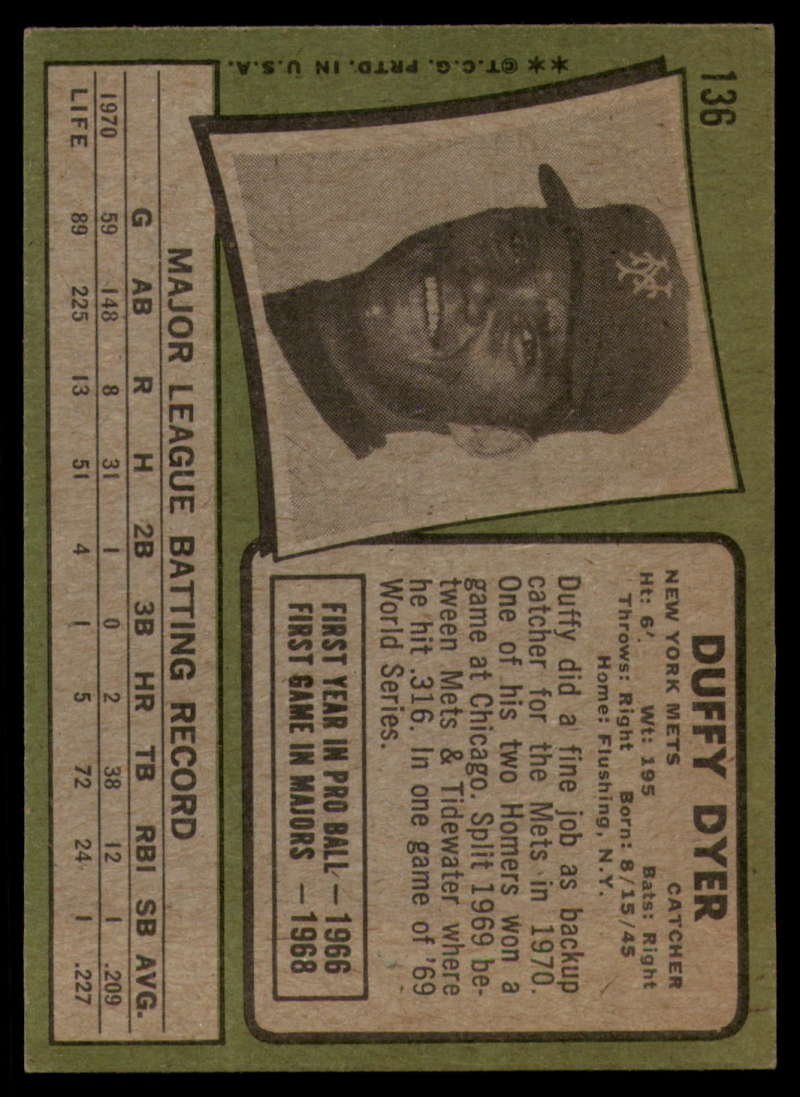 136
**©T.C.G. PRTD. IN U.S.A.
NY
DUFFY DYER
NEW YORK METS CATCHER
Ht: 6'. Wt: 195 Bats: Right
Throws: Right Born: 8/15/45
Home: Flushing, N.Y.
Duffy did a fine job as backup
catcher for the Mets in 1970.
One of his two Homers won a
game at Chicago. Split 1969 be-
tween Mets & Tidewater where
he hit .316. In one game of '69
World Series.
FIRST YEAR IN PRO BALL — 1966
FIRST GAME IN MAJORS — 1968
MAJOR LEAGUE BATTING RECORD
G AB R H 2B 3B HR TB RBI SB AVG.
1970 59 148 8 31 1 0 2 38 12 1 .209
LIFE 89 225 13 51 4 1 5 72 24 1 .227